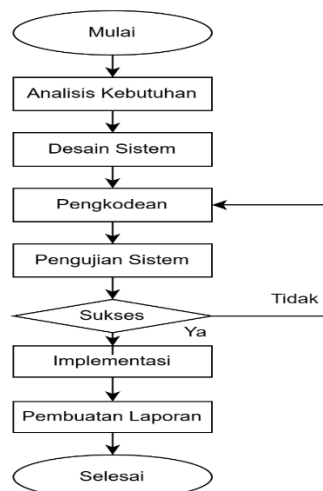 Mulai
Analisis Kebutuhan
Desain Sistem
Pengkodean
Pengujian Sistem
Sukses
Tidak
Ya
Implementasi
Pembuatan Laporan
Selesai